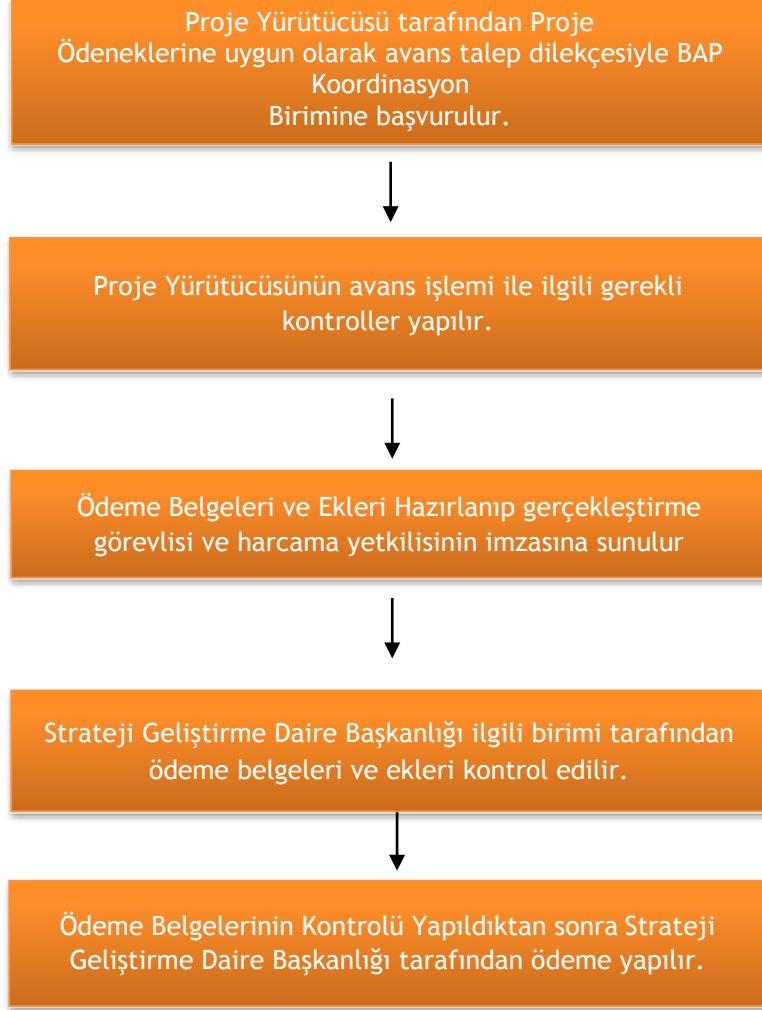 Proje Yürütücüsü tarafından Proje
Ödeneklerine uygun olarak avans talep dilekçesiyle BAP
Koordinasyon
Birimine başvurulur.
Proje Yürütücüsünün avans işlemi ile ilgili gerekli
kontroller yapılır.
Ödeme Belgeleri ve Ekleri Hazırlanıp gerçekleştirme
görevlisi ve harcama yetkilisinin imzasına sunulur
Strateji Geliştirme Daire Başkanlığı ilgili birimi tarafından
ödeme belgeleri ve ekleri kontrol edilir.
Ödeme Belgelerinin Kontrolü Yapıldıktan sonra Strateji
Geliştirme Daire Başkanlığı tarafından ödeme yapılır.